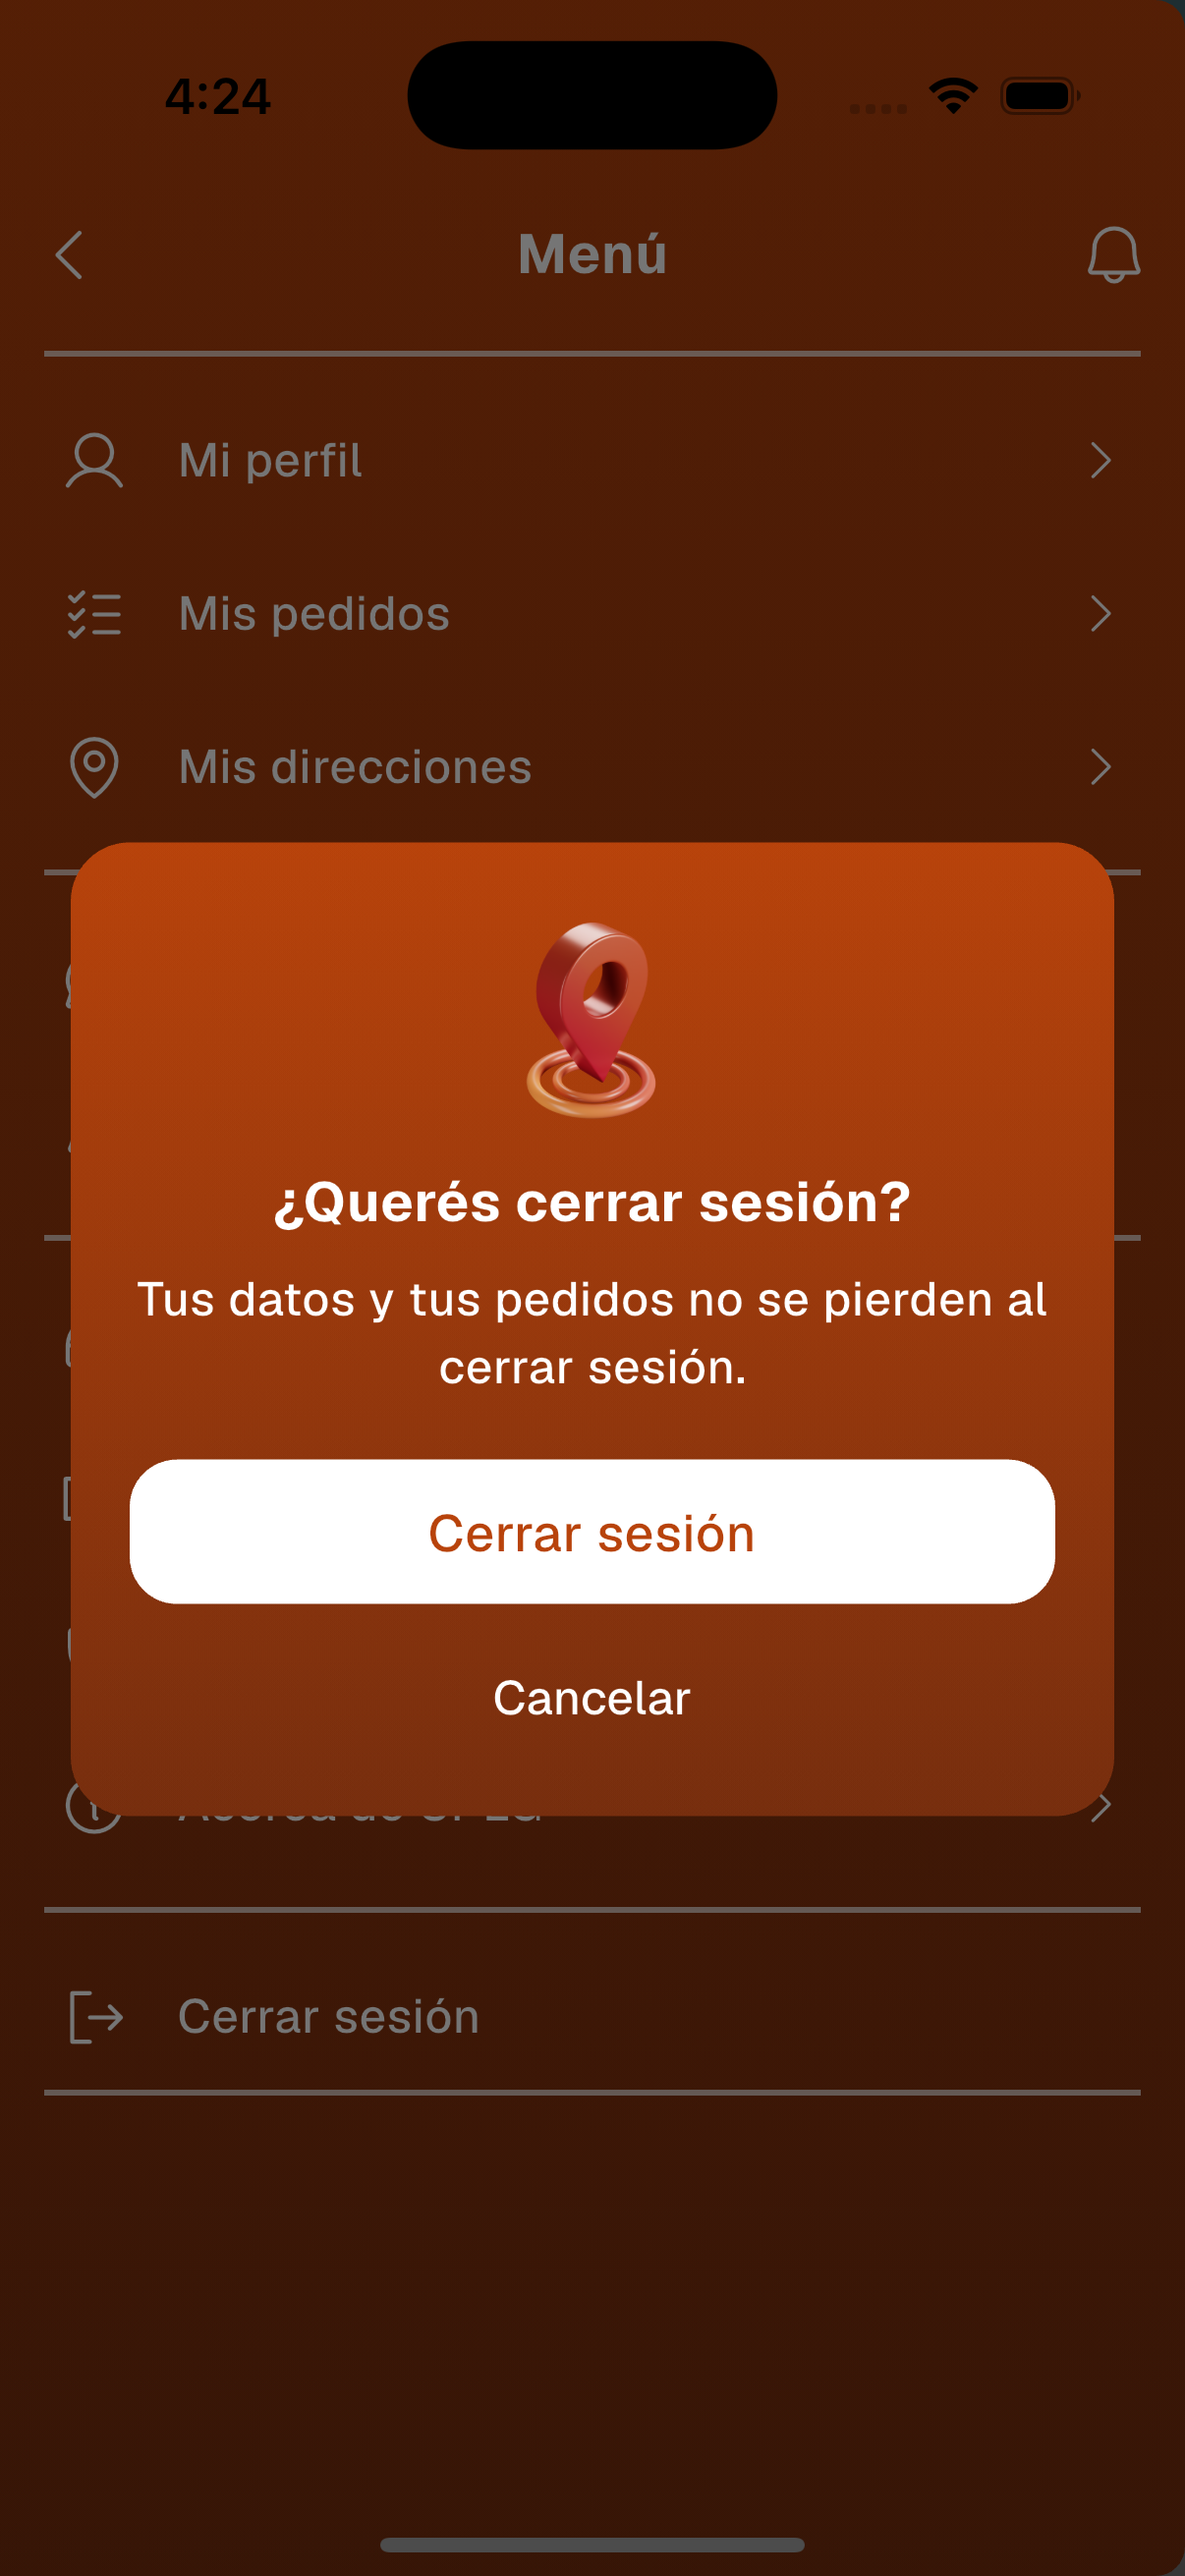 4:24
Menú
Mi perfil
Mis pedidos
Mis direcciones
¿Querés cerrar sesión?
Tus datos y tus pedidos no se pierden al
cerrar sesión.
Cerrar sesión
Cancelar
Cerrar sesión